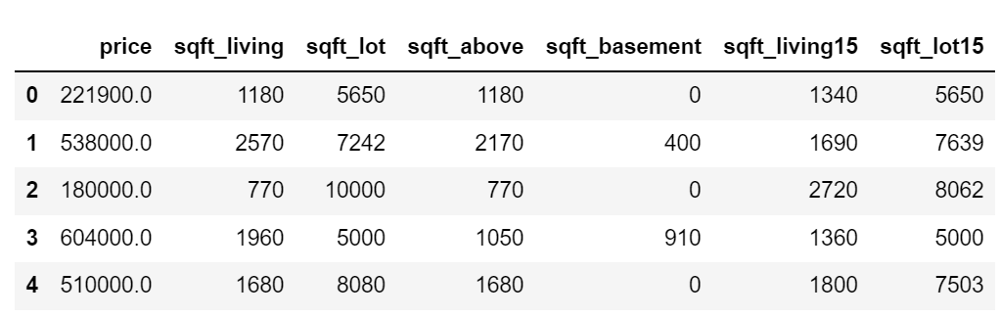 price sqft_living sqft_lot sqft_above sqft_basement sqft_living15 sqft_lot15
0 221900.0 1180 5650 1180 0 1340 5650
1 538000.0 2570 7242 2170 400 1690 7639
2 180000.0 770 10000 770 0 2720 8062
3 604000.0 1960 5000 1050 910 1360 5000
4 510000.0 1680 8080 1680 0 1800 7503